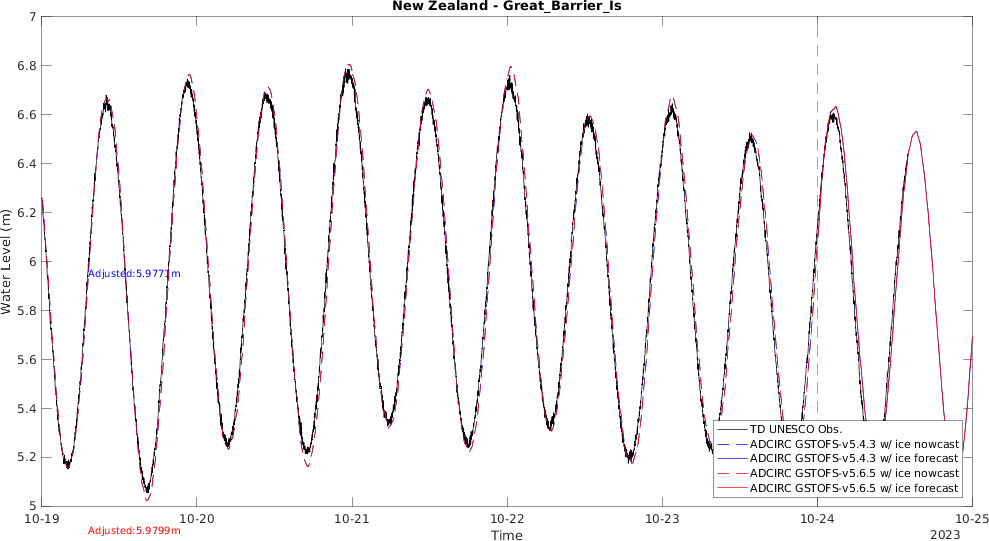 New Zealand - Great_Barrier_Is
7
6.8
6.6
6.4
6.2
6
5.8
5.6
5.4
5.2
5
Water Level (m)
Adjusted:5.9771m
TD UNESCO Obs.
ADCIRC GSTOFS-v5.4.3 w/ ice nowcast
ADCIRC GSTOFS-v5.4.3 w/ ice forecast
ADCIRC GSTOFS-v5.6.5 w/ ice nowcast
ADCIRC GSTOFS-v5.6.5 w/ ice forecast
10-19 10-20 10-21 10-22 10-23 10-24 10-25
Adjusted:5.9799m
Time
2023